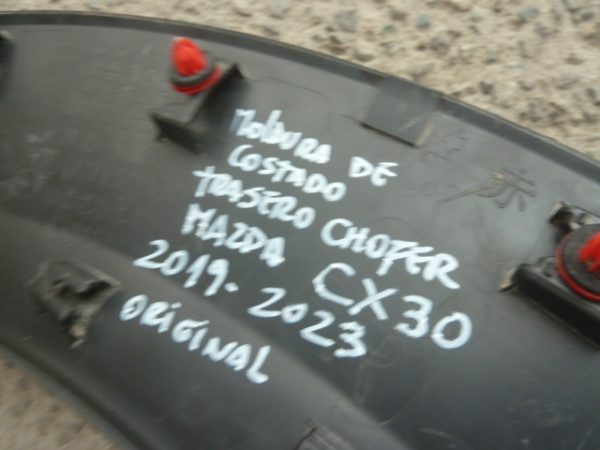 MOLDURA DE
COSTADO
TRASERO CHOFER
MAZDA CX30
2019-2023
ORIGINAL